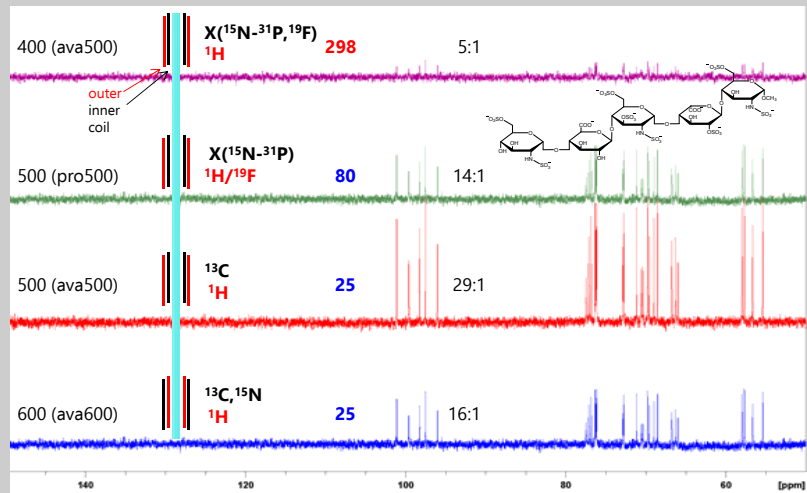 400 (ava500)
X(¹⁵N-³¹P,¹⁹F)
¹H
298
5:1
outer
inner
coil
500 (pro500)
X(¹⁵N-³¹P)
¹H/¹⁹F
80
14:1
500 (ava500)
¹³C
¹H
25
29:1
600 (ava600)
¹³C,¹⁵N
¹H
25
16:1
140 120 100 80 60 [ppm]